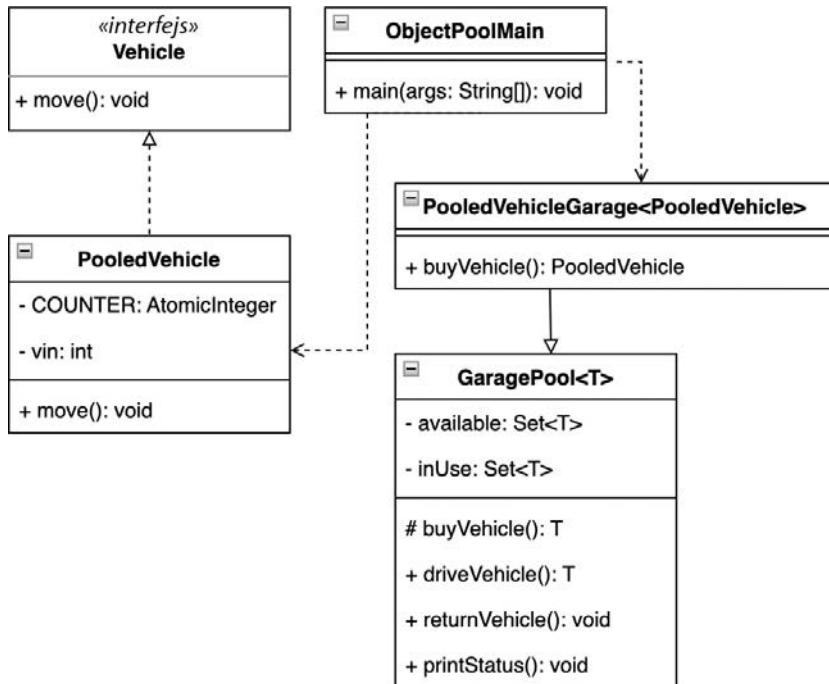 «interfejs»
Vehicle
+ move(): void
ObjectPoolMain
+ main(args: String[]): void
PooledVehicleGarage<PooledVehicle>
+ buyVehicle(): PooledVehicle
PooledVehicle
- COUNTER: AtomicInteger
- vin: int
+ move(): void
GaragePool<T>
- available: Set<T>
- inUse: Set<T>
# buyVehicle(): T
+ driveVehicle(): T
+ returnVehicle(): void
+ printStatus(): void